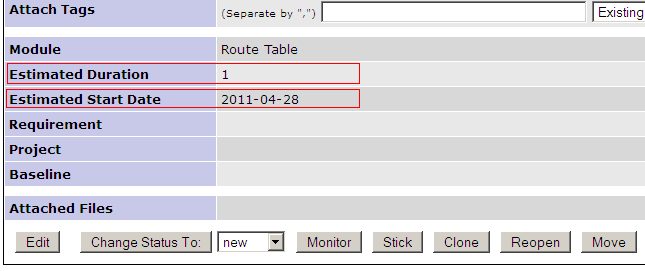 Attach Tags (Separate by ",") Existing
Module Route Table
Estimated Duration 1
Estimated Start Date 2011-04-28
Requirement
Project
Baseline
Attached Files
Edit Change Status To: new Monitor Stick Clone Reopen Move